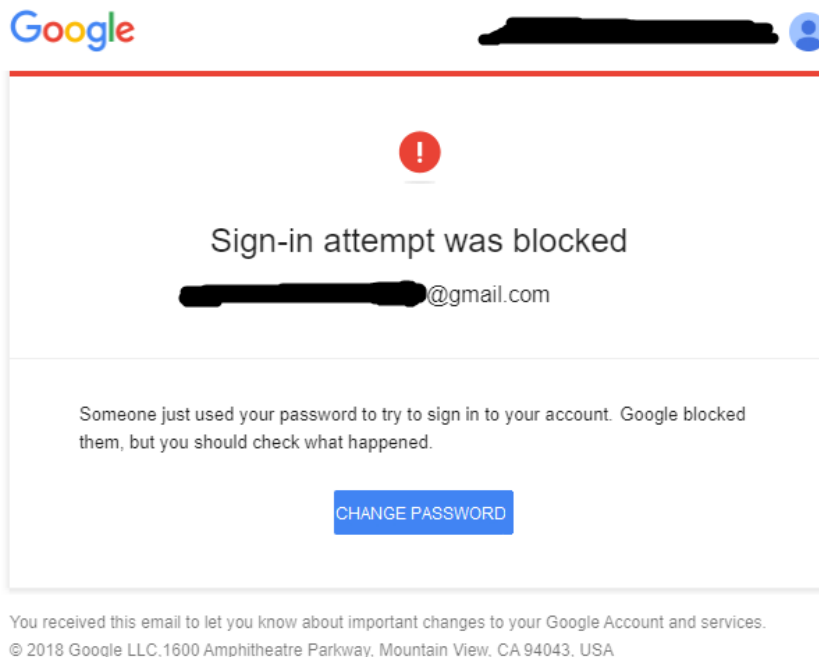 Google
Sign-in attempt was blocked
@gmail.com
Someone just used your password to try to sign in to your account. Google blocked
them, but you should check what happened.
CHANGE PASSWORD
You received this email to let you know about important changes to your Google Account and services.
© 2018 Google LLC,1600 Amphitheatre Parkway, Mountain View, CA 94043, USA